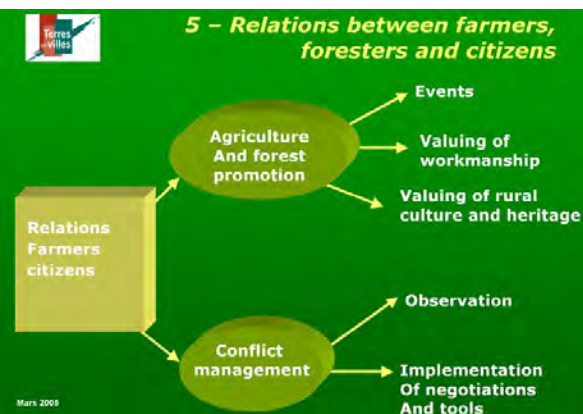 Terres
en villes
5 – Relations between farmers,
foresters and citizens
Events
Agriculture
And forest
promotion
Valuing of
workmanship
Valuing of rural
culture and heritage
Relations
Farmers
citizens
Observation
Conflict
management
Implementation
Of negotiations
And tools
Mars 2005